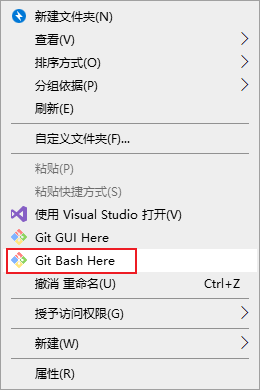 新建文件夹(N)
查看(V)
排序方式(O)
分组依据(P)
刷新(E)
自定义文件夹(F)...
粘贴(P)
粘贴快捷方式(S)
使用 Visual Studio 打开(V)
Git GUI Here
Git Bash Here
撤消 重命名(U) Ctrl+Z
授予访问权限(G)
新建(W)
属性(R)